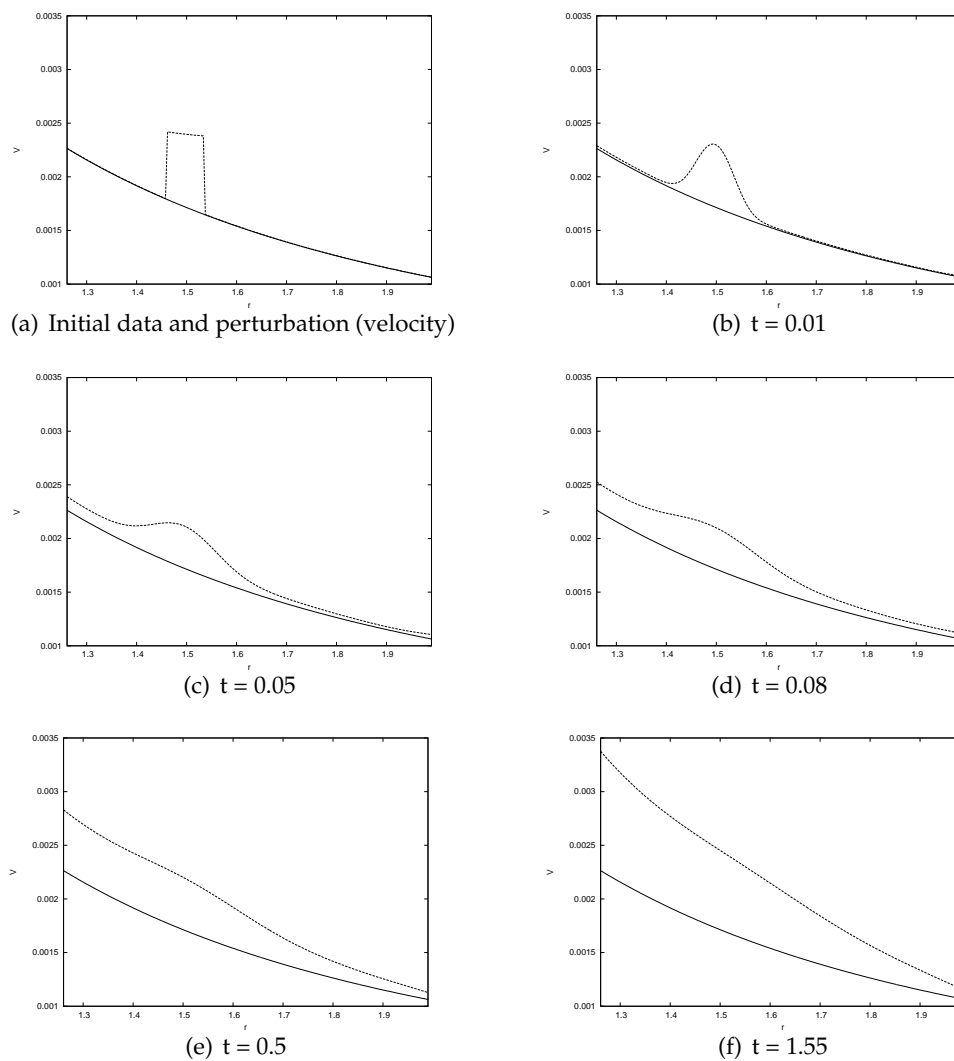 0.0035
0.003
0.0025
V
0.002
0.0015
0.001
1.3 1.4 1.5 1.6 1.7 1.8 1.9
r
(a) Initial data and perturbation (velocity)
0.0035
0.003
0.0025
V
0.002
0.0015
0.001
1.3 1.4 1.5 1.6 1.7 1.8 1.9
r
(b) t = 0.01
0.0035
0.003
0.0025
V
0.002
0.0015
0.001
1.3 1.4 1.5 1.6 1.7 1.8 1.9
r
(c) t = 0.05
0.0035
0.003
0.0025
V
0.002
0.0015
0.001
1.3 1.4 1.5 1.6 1.7 1.8 1.9
r
(d) t = 0.08
0.0035
0.003
0.0025
V
0.002
0.0015
0.001
1.3 1.4 1.5 1.6 1.7 1.8 1.9
r
(e) t = 0.5
0.0035
0.003
0.0025
V
0.002
0.0015
0.001
1.3 1.4 1.5 1.6 1.7 1.8 1.9
r
(f) t = 1.55